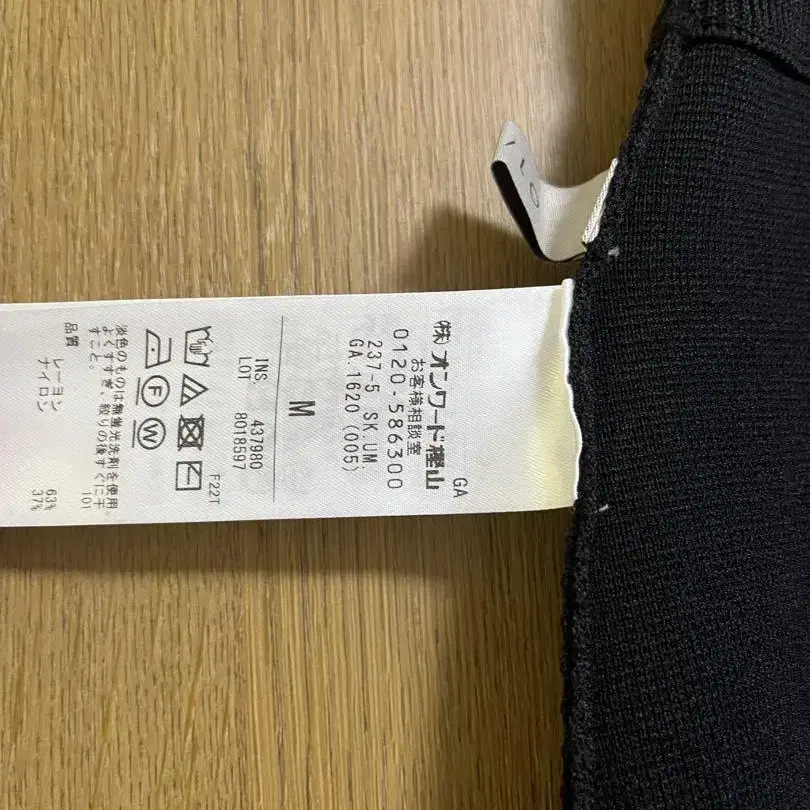 GA
(株)オンワード樫山
お客様相談室
0120-586300
237-5 SK.UM
GA.1620 (005)
M
INS. 437980
LOT 8018597
F22T
F
W
淡色のものは無蛍光洗剤を使用。
よくすすぎ、絞りの後すぐに干
すこと。
101
品質 レーヨン 63%
ナイロン 37%